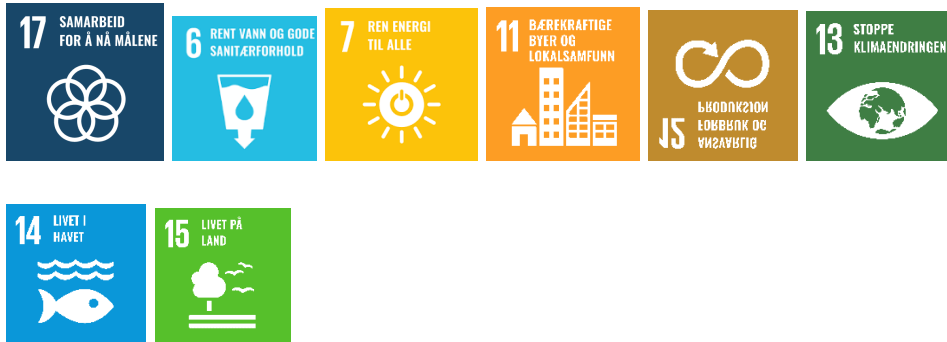 17 SAMARBEID
FOR Å NÅ MÅLENE
6 RENT VANN OG GODE
SANITÆRFORHOLD
7 REN ENERGI
TIL ALLE
11 BÆREKRAFTIGE
BYER OG
LOKALSAMFUNN
12 ANSVARLIG
FORBRUK OG
PRODUKSJON
13 STOPPE
KLIMAENDRINGEN
14 LIVET I
HAVET
15 LIVET PÅ
LAND